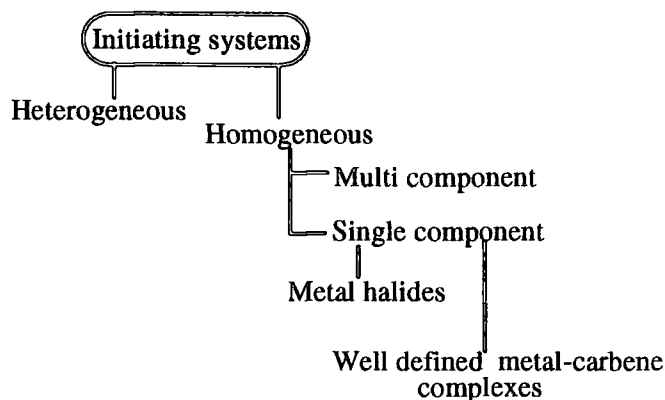 Initiating systems
Heterogeneous
Homogeneous
Multi component
Single component
Metal halides
Well defined metal-carbene
complexes